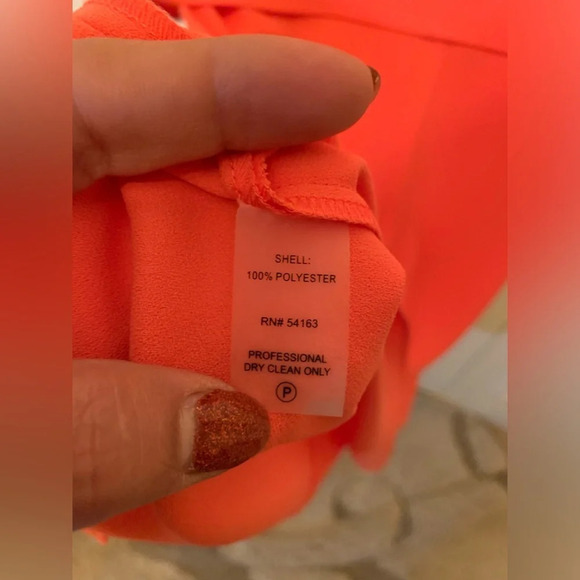 SHELL:
100% POLYESTER
RN# 54163
PROFESSIONAL
DRY CLEAN ONLY
P